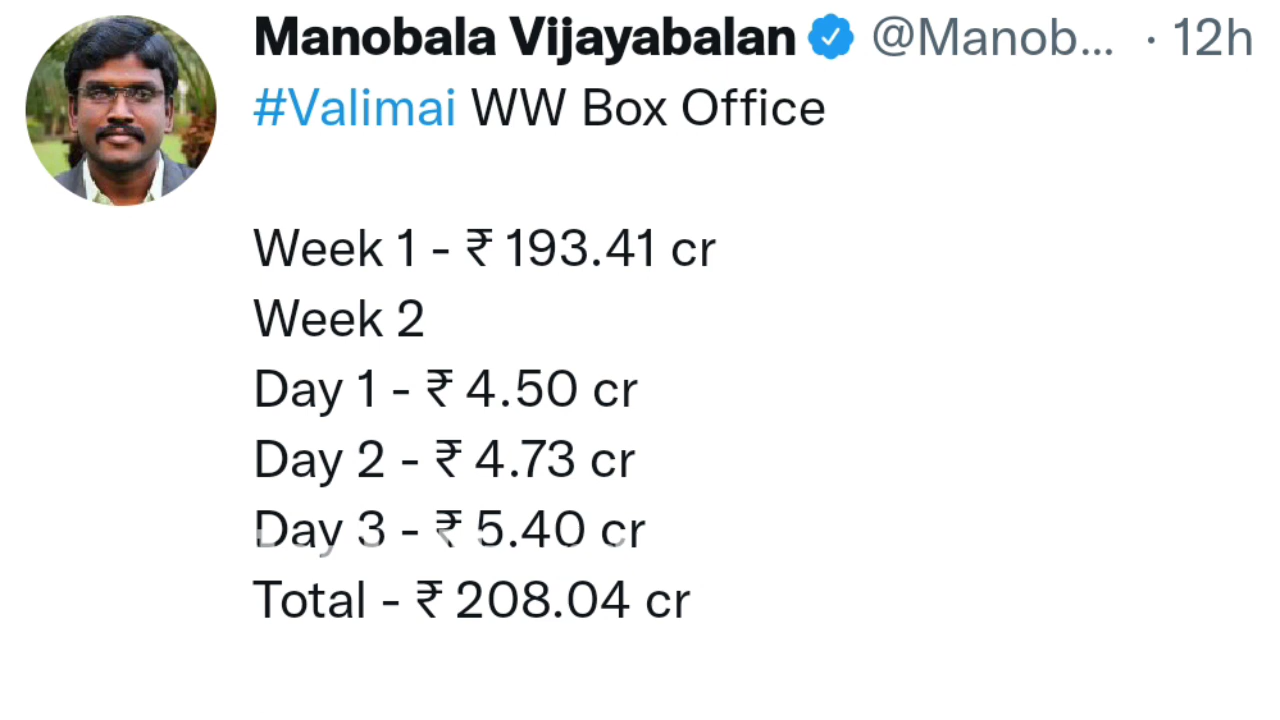 Manobala Vijayabalan @Manob... · 12h
#Valimai WW Box Office
Week 1 - ₹ 193.41 cr
Week 2
Day 1 - ₹ 4.50 cr
Day 2 - ₹ 4.73 cr
Day 3 - ₹ 5.40 cr
Total - ₹ 208.04 cr